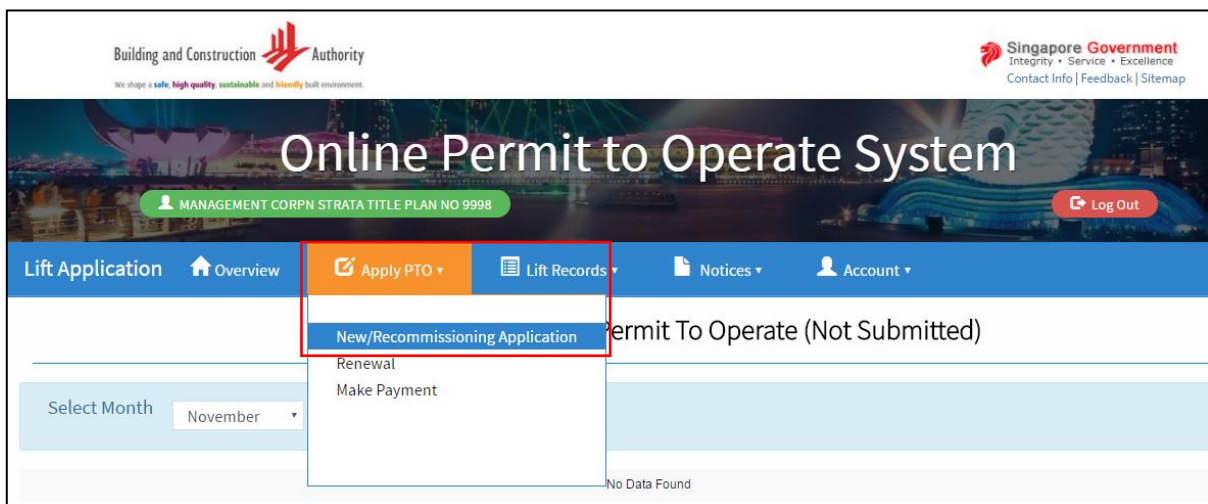 Building and Construction Authority
We shape a safe, high quality, sustainable and friendly built environment.
Singapore Government
Integrity • Service • Excellence
Contact Info | Feedback | Sitemap
Online Permit to Operate System
MANAGEMENT CORPN STRATA TITLE PLAN NO 9998
Log Out
Lift Application Overview Apply PTO ▾ Lift Records ▾ Notices ▾ Account ▾
Permit To Operate (Not Submitted)
New/Recommissioning Application
Renewal
Make Payment
Select Month November ▾
No Data Found